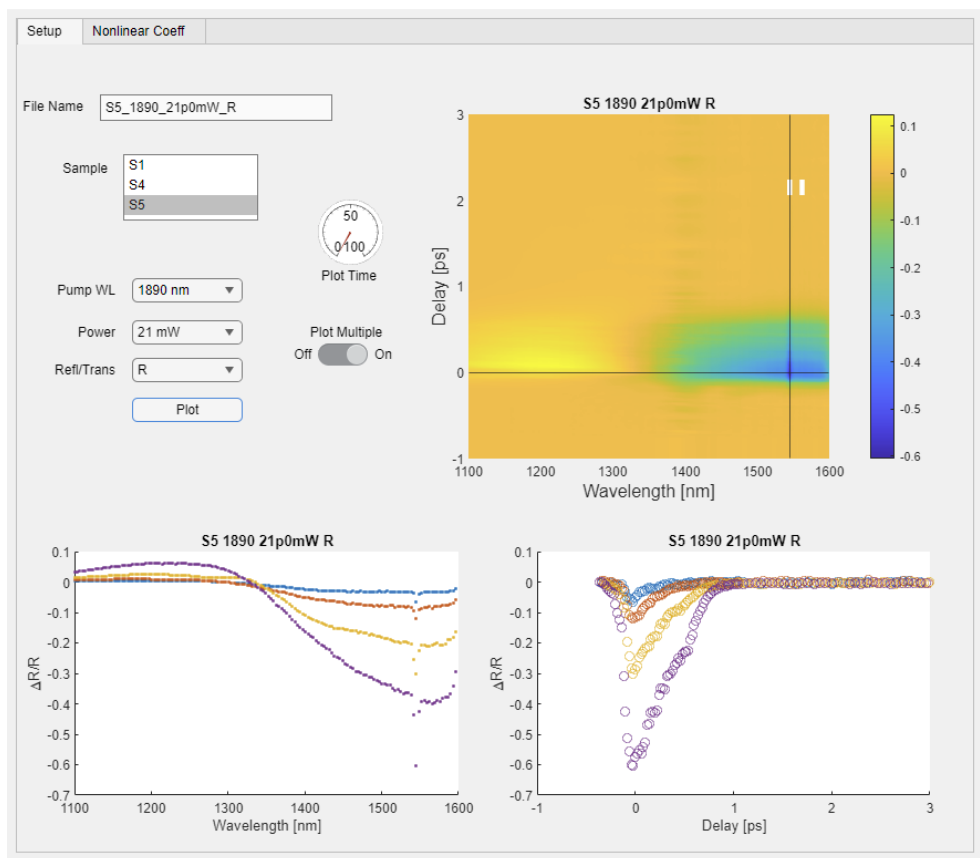 Setup
Nonlinear Coeff
File Name
S5_1890_21p0mW_R
Sample
S1
S4
S5
50
0 100
Plot Time
Pump WL
1890 nm
Power
21 mW
Plot Multiple
Off
On
Refl/Trans
R
Plot
S5 1890 21p0mW R
3
2
1
0
-1
Delay [ps]
1100
1200
1300
1400
1500
1600
Wavelength [nm]
0.1
0
-0.1
-0.2
-0.3
-0.4
-0.5
-0.6
S5 1890 21p0mW R
0.1
0
-0.1
-0.2
-0.3
-0.4
-0.5
-0.6
-0.7
ΔR/R
1100
1200
1300
1400
1500
1600
Wavelength [nm]
S5 1890 21p0mW R
0.1
0
-0.1
-0.2
-0.3
-0.4
-0.5
-0.6
-0.7
ΔR/R
-1
0
1
2
3
Delay [ps]